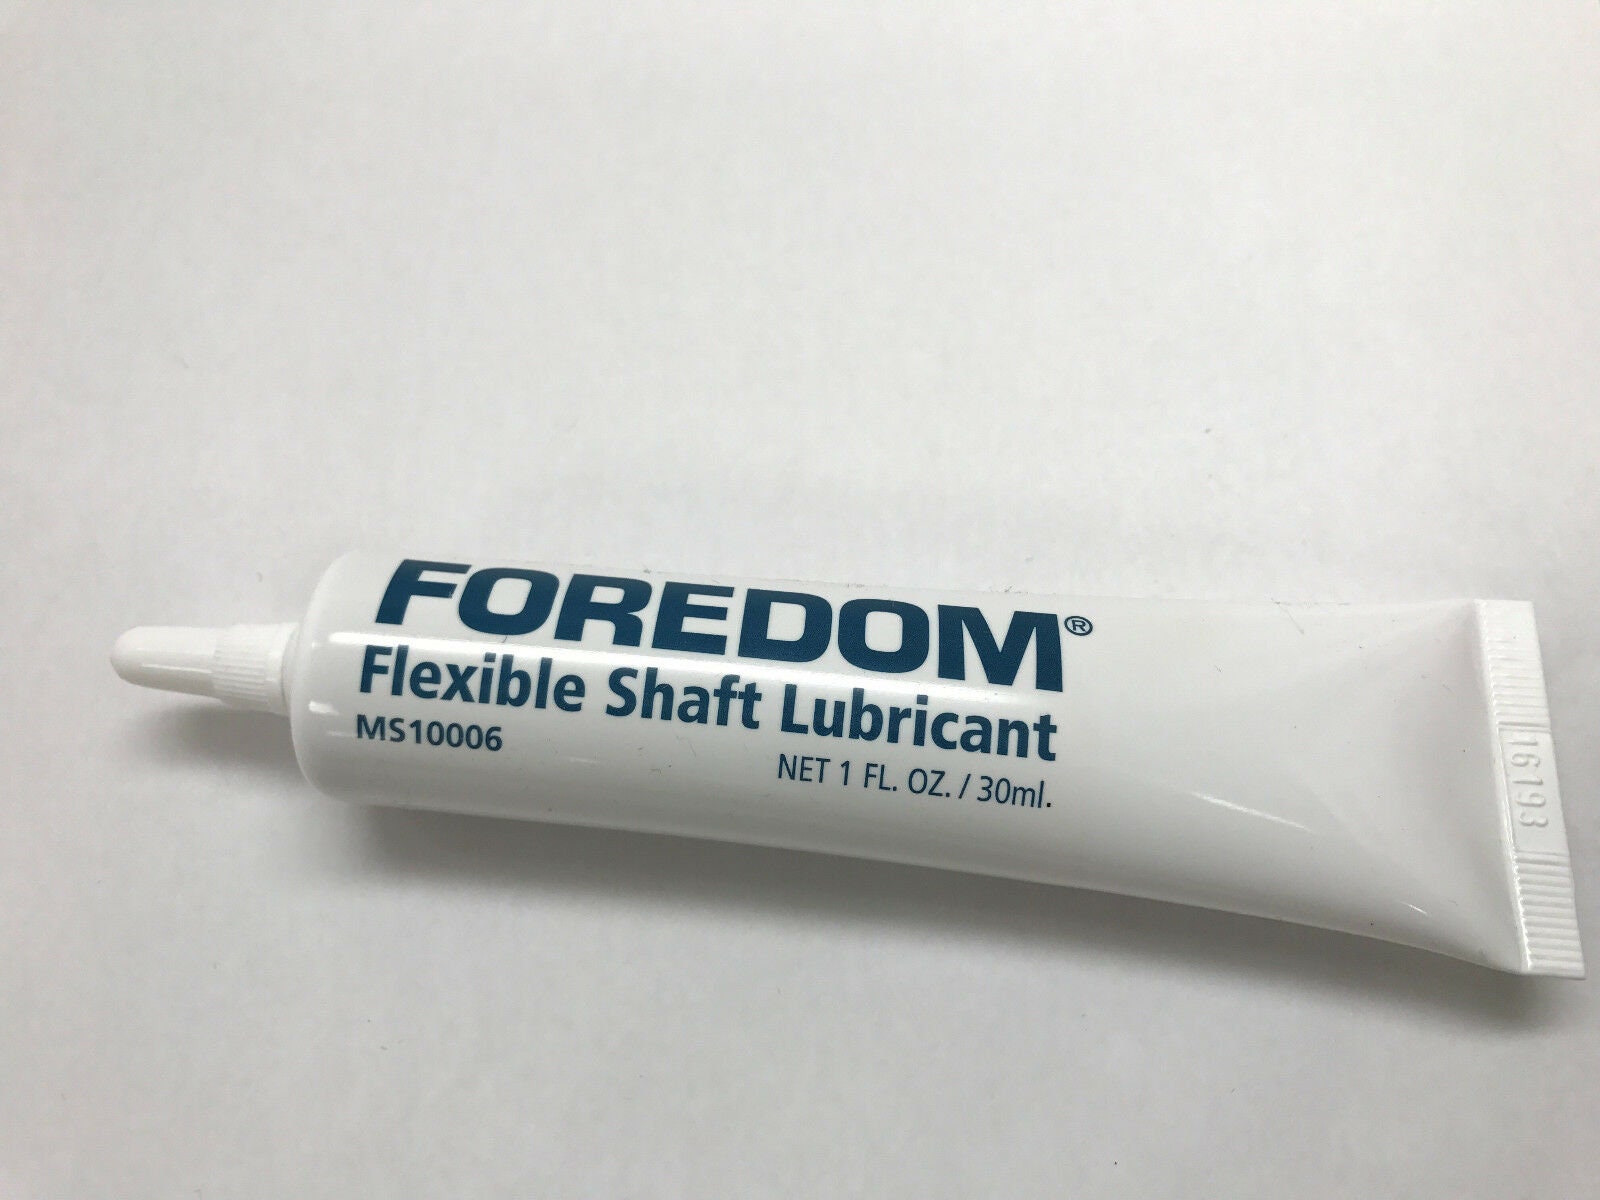 FOREDOM®
Flexible Shaft Lubricant
MS10006
NET 1 FL. OZ. / 30ml.
16193